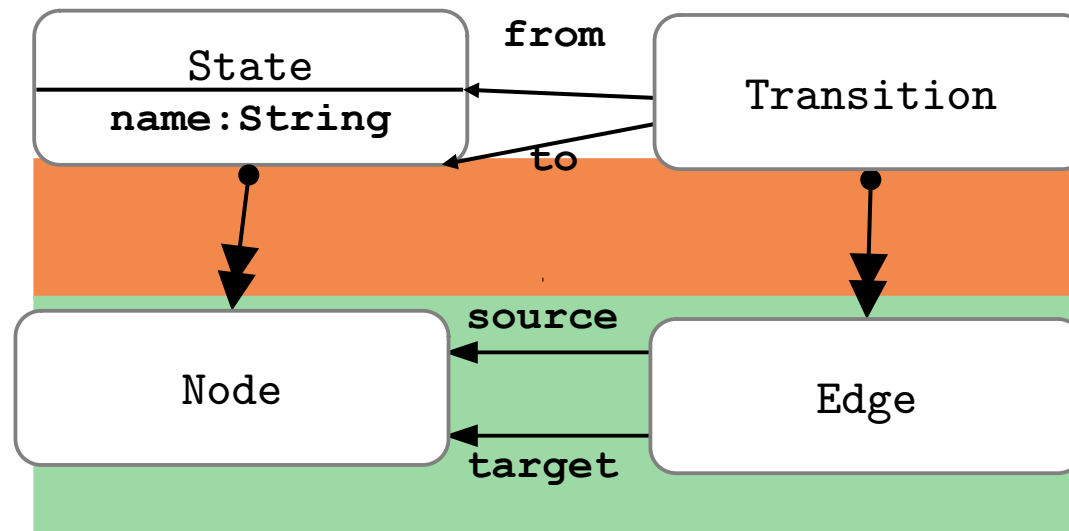 State
name:String
from
Transition
to
source
Node
Edge
target